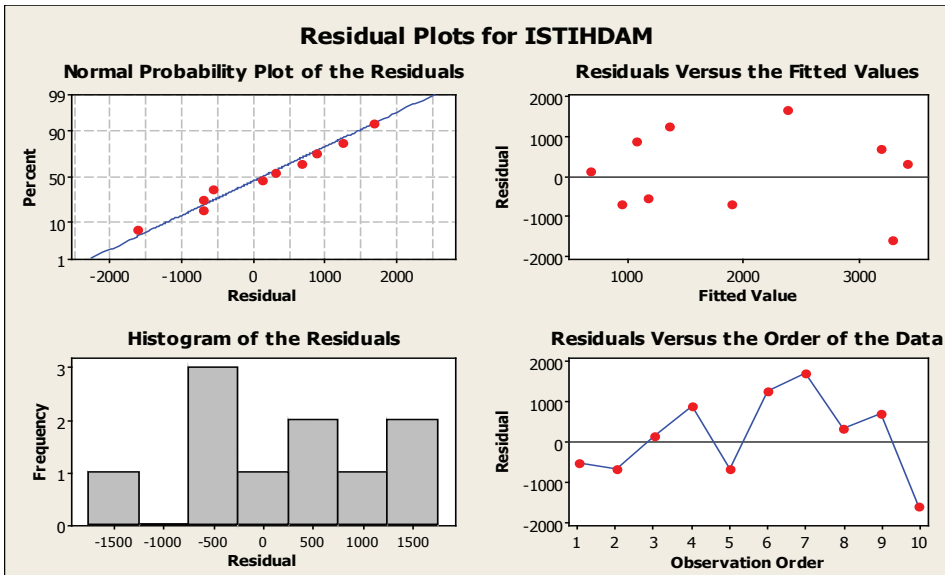 Residual Plots for ISTIHDAM
Normal Probability Plot of the Residuals
99
90
50
10
1
Percent
-2000 -1000 0 1000 2000
Residual
Residuals Versus the Fitted Values
2000
1000
0
-1000
-2000
Residual
1000 2000 3000
Fitted Value
Histogram of the Residuals
3
2
1
0
Frequency
-1500 -1000 -500 0 500 1000 1500
Residual
Residuals Versus the Order of the Data
2000
1000
0
-1000
-2000
Residual
1 2 3 4 5 6 7 8 9 10
Observation Order